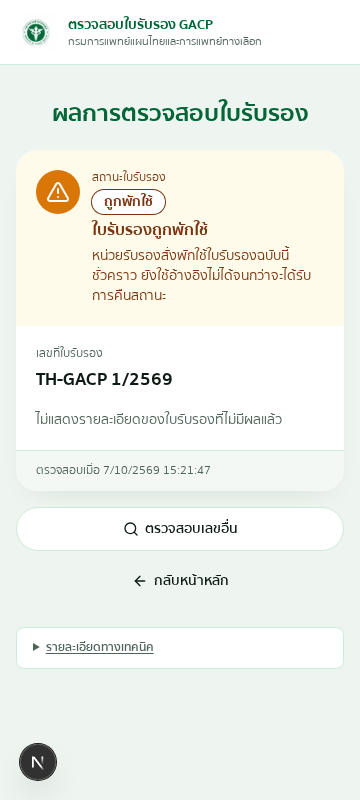 ตรวจสอบใบรับรอง GACP
กรมการแพทย์แผนไทยและการแพทย์ทางเลือก
ผลการตรวจสอบใบรับรอง
สถานะใบรับรอง
ถูกพักใช้
ใบรับรองถูกพักใช้
หน่วยรับรองสั่งพักใช้ใบรับรองฉบับนี้
ชั่วคราว ยังใช้อ้างอิงไม่ได้จนกว่าจะได้รับ
การคืนสถานะ
เลขที่ใบรับรอง
TH-GACP 1/2569
ไม่แสดงรายละเอียดของใบรับรองที่ไม่มีผลแล้ว
ตรวจสอบเมื่อ 7/10/2569 15:21:47
ตรวจสอบเลขอื่น
กลับหน้าหลัก
รายละเอียดทางเทคนิค
N